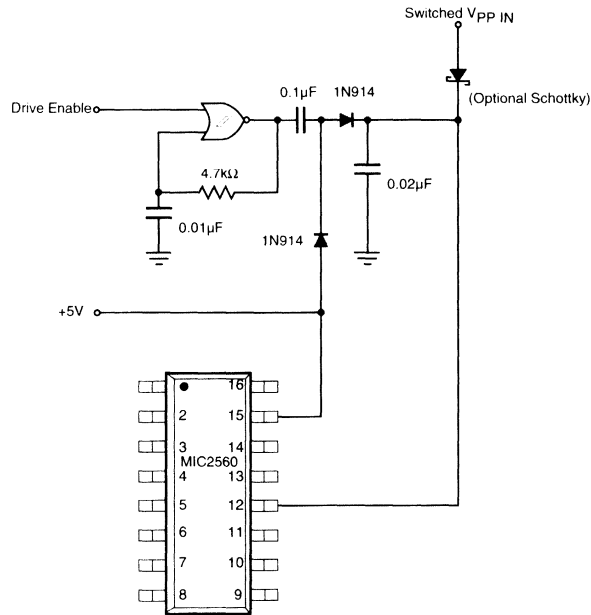 Switched VPP IN
(Optional Schottky)
0.1µF
1N914
Drive Enable
4.7kΩ
0.02µF
0.01µF
1N914
+5V
16
2
15
3
14
MIC2560
4
13
5
12
6
11
7
10
8
9